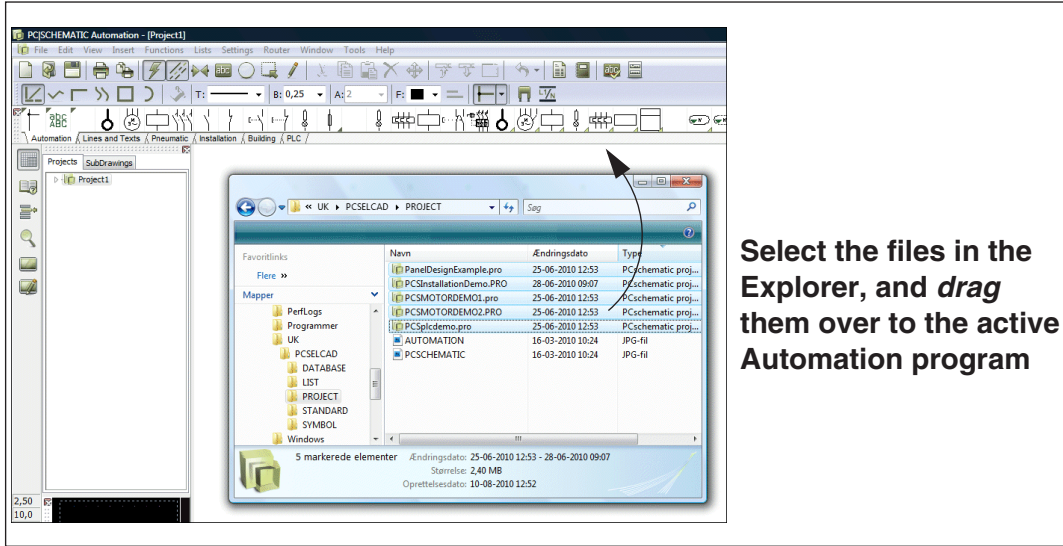 PC|SCHEMATIC Automation - [Project1]
File Edit View Insert Functions Lists Settings Router Window Tools Help
T: B: 0,25 A: 2 F: L/N
abc ABC
Automation Lines and Texts Pneumatic Installation Building PLC
Projects SubDrawings
Project1
« UK PCSELCAD PROJECT Søg
Favoritlinks
Flere »
Mapper
PerfLogs
Programmer
UK
PCSELCAD
DATABASE
LIST
PROJECT
STANDARD
SYMBOL
Windows
Navn Ændringsdato Type
PanelDesignExample.pro 25-06-2010 12:53 PCschematic proj...
PCSInstallationDemo.PRO 28-06-2010 09:07 PCschematic proj...
PCSMOTORDEMO1.pro 25-06-2010 12:53 PCschematic proj...
PCSMOTORDEMO2.PRO 25-06-2010 12:53 PCschematic proj...
PCSplcdemo.pro 25-06-2010 12:53 PCschematic proj...
AUTOMATION 16-03-2010 10:24 JPG-fil
PCSCHEMATIC 16-03-2010 10:24 JPG-fil
5 markerede elementer Ændringsdato: 25-06-2010 12:53 - 28-06-2010 09:07
Størrelse: 2,40 MB
Oprettelsesdato: 10-08-2010 12:52
2,50
10,0
Select the files in the
Explorer, and drag
them over to the active
Automation program